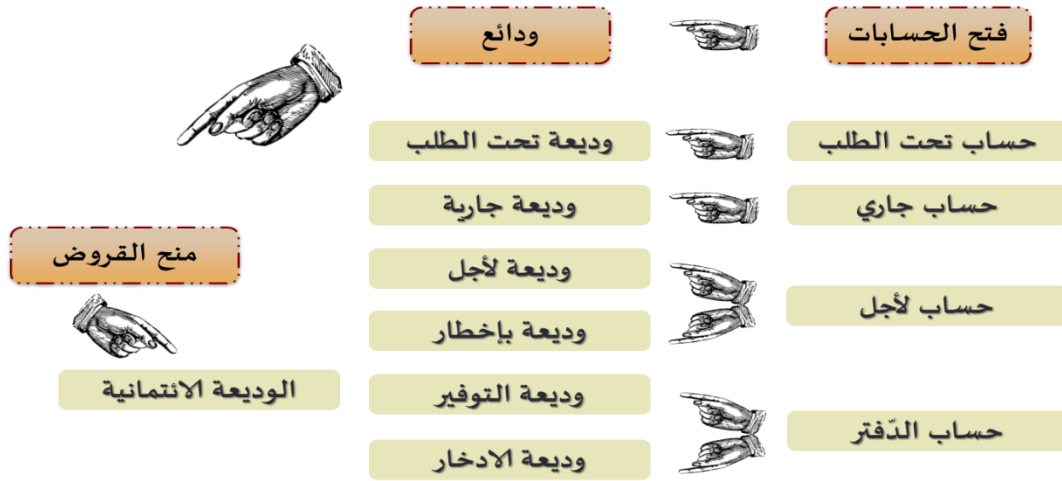 فتح الحسابات
ودائع
حساب تحت الطلب
وديعة تحت الطلب
حساب جاري
وديعة جارية
منح القروض
وديعة لأجل
حساب لأجل
وديعة بإخطار
الوديعة الائتمانية
وديعة التوفير
حساب الدّفتر
وديعة الادخار